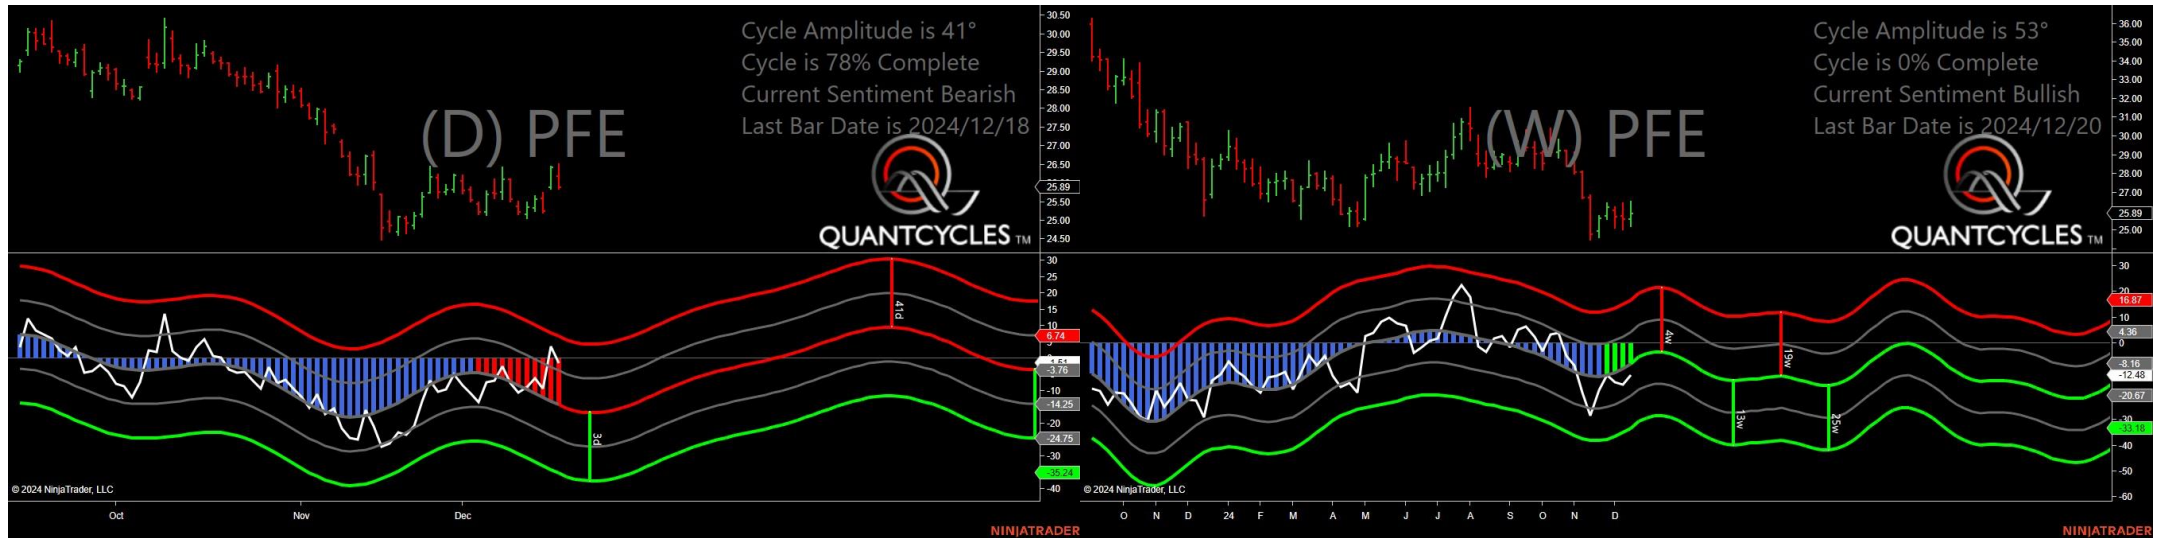 Cycle Amplitude is 41°
Cycle is 78% Complete
Current Sentiment Bearish
Last Bar Date is 2024/12/18
(D) PFE
QUANTCYCLES TM
30.50
30.00
29.50
29.00
28.50
28.00
27.50
27.00
26.50
25.89
25.50
25.00
24.50
30
25
20
15
10
6.74
-3.76
-10
-14.25
-20
-24.75
-30
-35.24
-40
41d
3d
© 2024 NinjaTrader, LLC
Oct Nov Dec
NINJATRADER
Cycle Amplitude is 53°
Cycle is 0% Complete
Current Sentiment Bullish
Last Bar Date is 2024/12/20
(W) PFE
QUANTCYCLES TM
36.00
34.00
33.00
32.00
31.00
30.00
29.00
28.00
27.00
25.89
25.00
30
20
16.87
10
4.36
0
-8.16
-12.48
-20.67
-30
-33.18
-40
-50
-60
4w
19w
13w
25w
© 2024 NinjaTrader, LLC
O N D 24 F M A M J J A S O N D
NINJATRADER